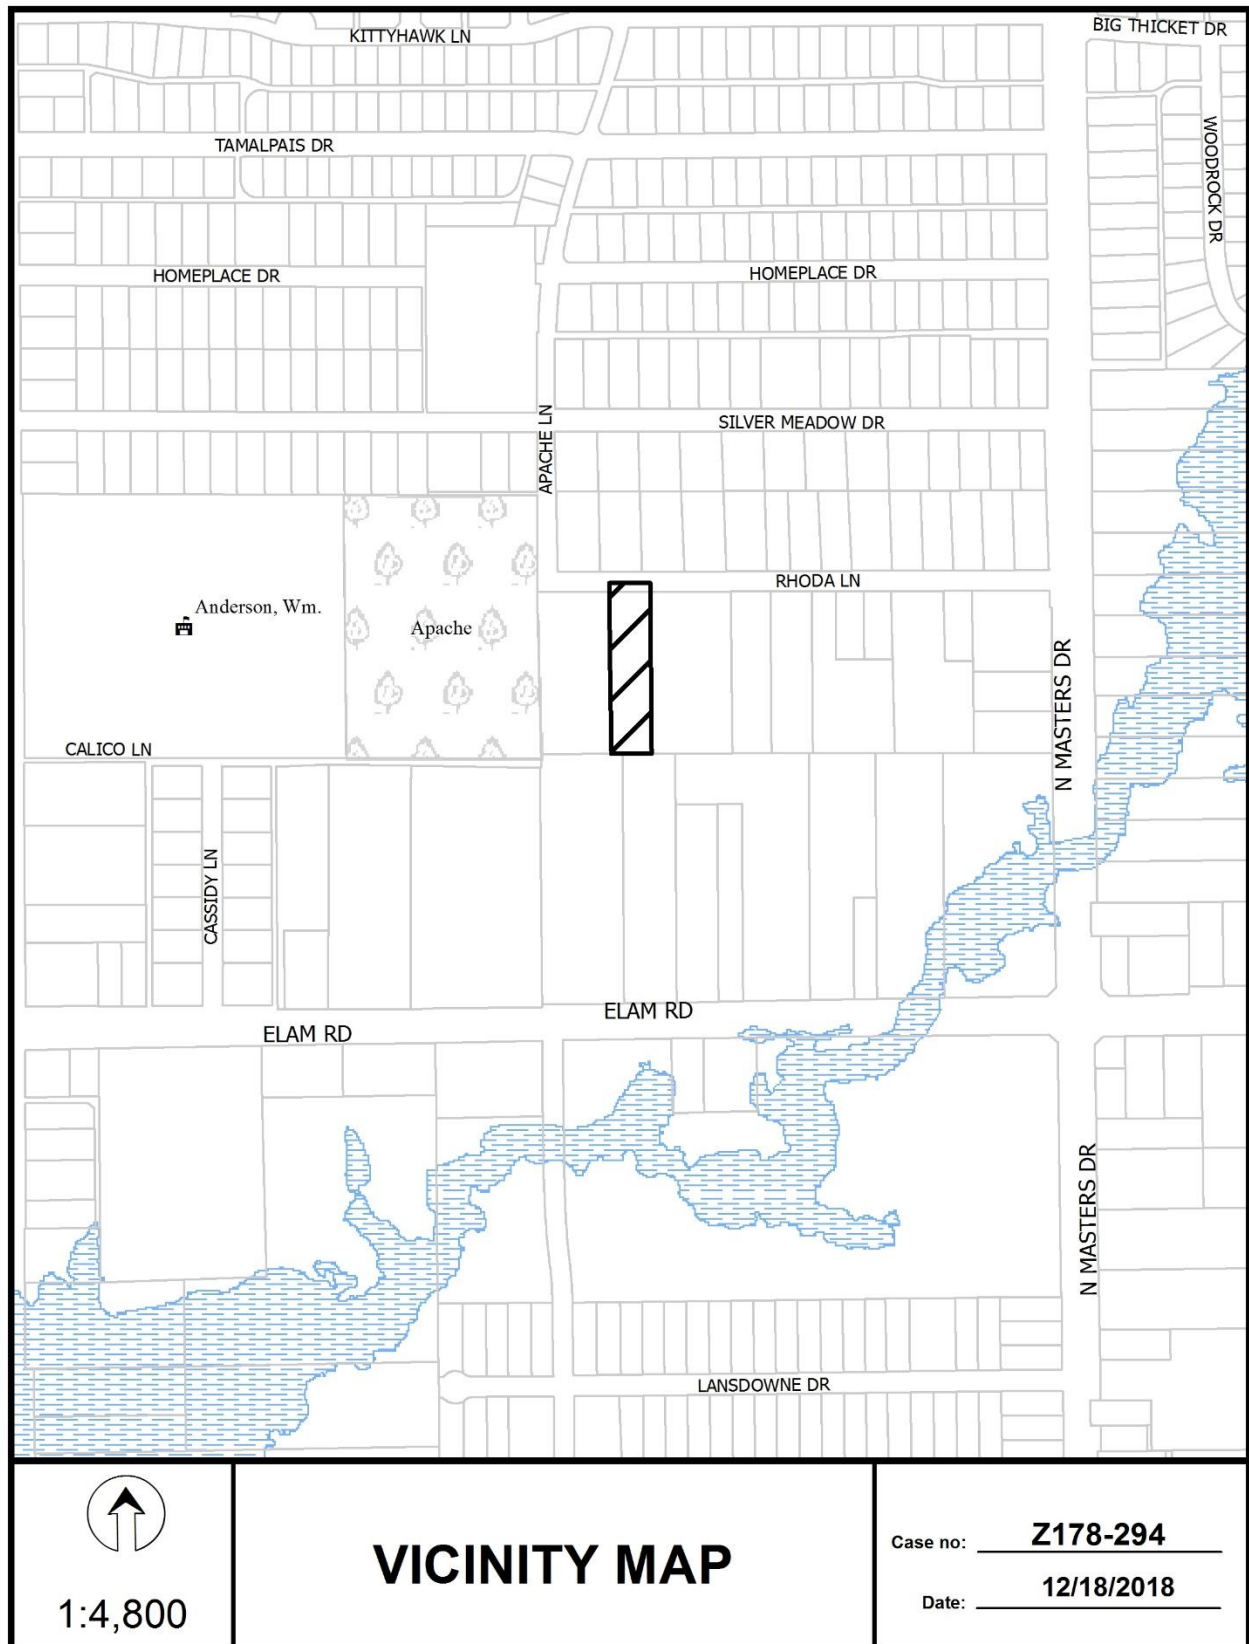 KITTYHAWK LN
BIG THICKET DR
TAMALPAIS DR
WOODROCK DR
HOMEPLACE DR
HOMEPLACE DR
SILVER MEADOW DR
APACHE LN
RHODA LN
Anderson, Wm.
Apache
N MASTERS DR
CALICO LN
CASSIDY LN
ELAM RD
ELAM RD
N MASTERS DR
LANSDOWNE DR
1:4,800
VICINITY MAP
Case no: Z178-294
Date: 12/18/2018